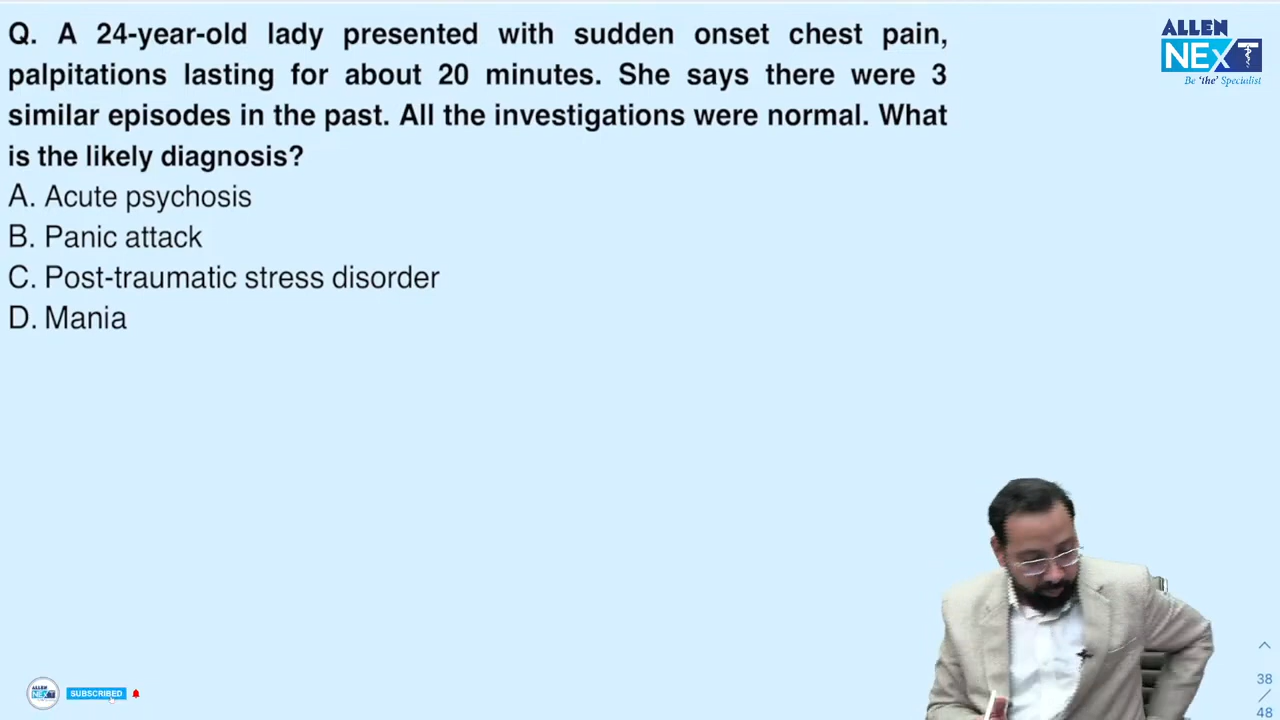 Q. A 24-year-old lady presented with sudden onset chest pain,
palpitations lasting for about 20 minutes. She says there were 3
similar episodes in the past. All the investigations were normal. What
is the likely diagnosis?
A. Acute psychosis
B. Panic attack
C. Post-traumatic stress disorder
D. Mania
ALLEN
NEXT
Be 'the' Specialist
ALLEN
NEXT
SUBSCRIBED
38
/
48